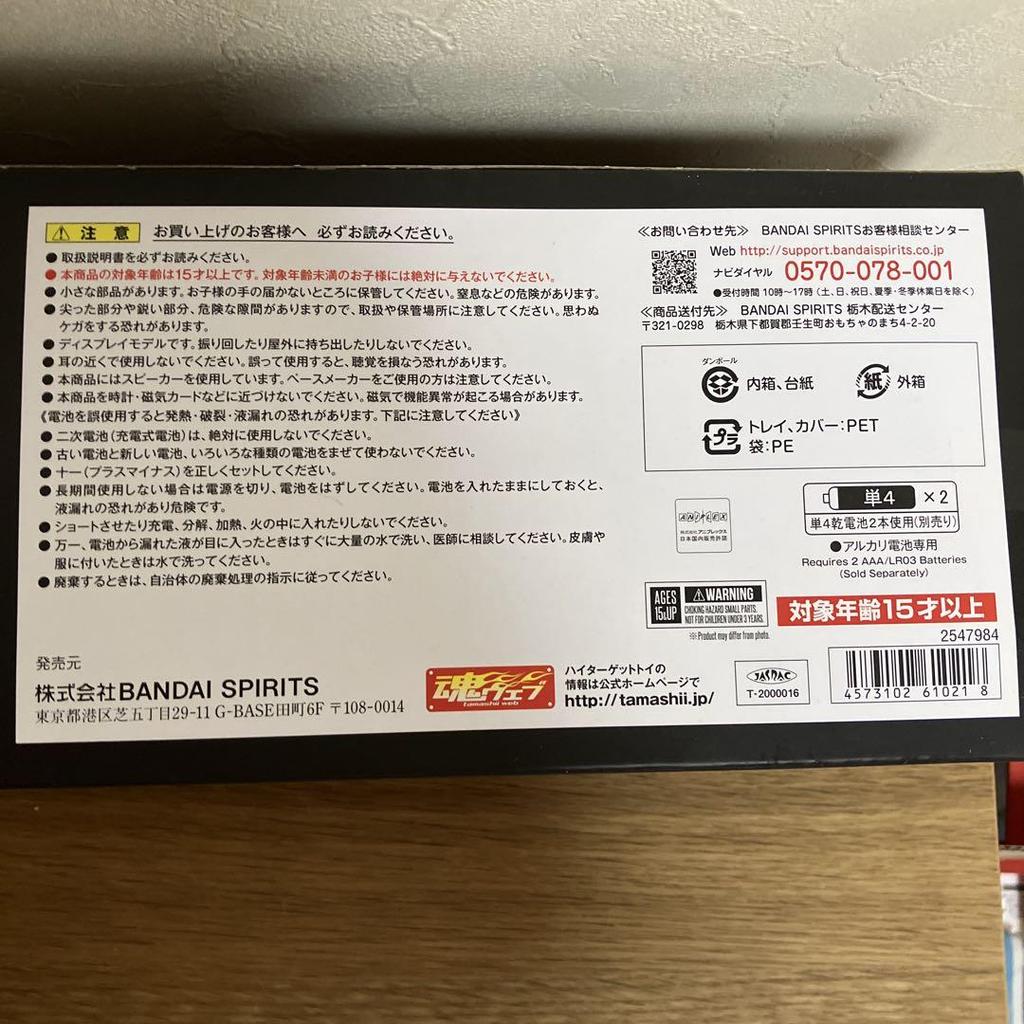 注意 お買い上げのお客様へ 必ずお読みください。
● 取扱説明書を必ずお読みください。
● 本商品の対象年齢は15才以上です。対象年齢未満のお子様には絶対に与えないでください。
● 小さな部品があります。お子様の手の届かないところに保管してください。窒息などの危険があります。
● 尖った部分や鋭い部分、危険な隙間がありますので、取扱や保管場所に注意してください。思わぬ
ケガをする恐れがあります。
● ディスプレイモデルです。振り回したり屋外に持ち出したりしないでください。
● 耳の近くで使用しないでください。誤って使用すると、聴覚を損なう恐れがあります。
● 本商品にはスピーカーを使用しています。ペースメーカーをご使用の方は注意してください。
● 本商品を時計・磁気カードなどに近づけないでください。磁気で機能異常が起こる場合があります。
《電池を誤使用すると発熱・破裂・液漏れの恐れがあります。下記に注意してください》
● 二次電池(充電式電池)は、絶対に使用しないでください。
● 古い電池と新しい電池、いろいろな種類の電池をまぜて使わないでください。
● +−(プラスマイナス)を正しくセットしてください。
● 長期間使用しない場合は電源を切り、電池をはずしてください。電池を入れたままにしておくと、
液漏れの恐れがあり危険です。
● ショートさせたり充電、分解、加熱、火の中に入れたりしないでください。
● 万一、電池から漏れた液が目に入ったときはすぐに大量の水で洗い、医師に相談してください。皮膚や
服に付いたときは水で洗ってください。
● 廃棄するときは、自治体の廃棄処理の指示に従ってください。
発売元
株式会社BANDAI SPIRITS
東京都港区芝五丁目29-11 G-BASE田町6F 〒108-0014
魂ウェブ
tamashii web
ハイターゲットトイの
情報は公式ホームページで
http://tamashii.jp/
≪お問い合わせ先≫ BANDAI SPIRITSお客様相談センター
Web http://support.bandaispirits.co.jp
ナビダイヤル 0570-078-001
●受付時間 10時〜17時 (土、日、祝日、夏季・冬季休業日を除く)
≪商品送付先≫ BANDAI SPIRITS 栃木配送センター
〒321-0298 栃木県下都賀郡壬生町おもちゃのまち4-2-20
ダンボール
内箱、台紙
紙 外箱
プラ トレイ、カバー:PET
袋:PE
ANIPLEX
株式会社アニプレックス
日本国内販売許諾
単4 ×2
単4乾電池2本使用(別売り)
●アルカリ電池専用
Requires 2 AAA/LR03 Batteries
(Sold Separately)
AGES
15&UP
WARNING
CHOKING HAZARD SMALL PARTS.
NOT FOR CHILDREN UNDER 3 YEARS.
※Product may differ from photo.
対象年齢15才以上
2547984
JASRAC
T-2000016
4573102 61021 8